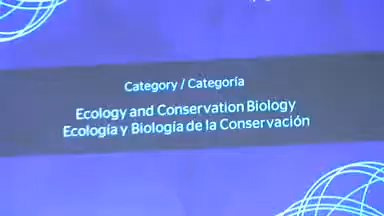 Category / Categoría
Ecology and Conservation Biology
Ecología y Biología de la Conservación